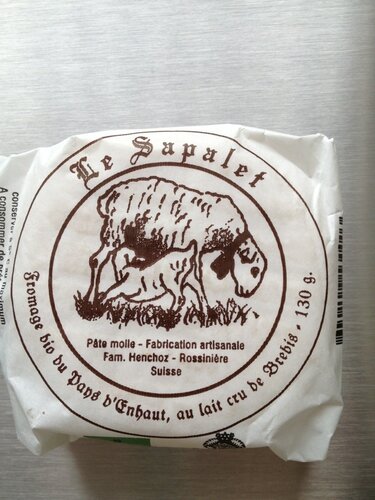 Le Sapalet
Pâte molle - Fabrication artisanale
Fam. Henchoz - Rossinière
Suisse
Fromage bio du Pays d'Enhaut, au lait cru de Brebis - 130 g.
A consommer